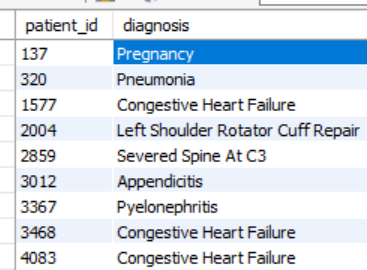 patient_id diagnosis
137 Pregnancy
320 Pneumonia
1577 Congestive Heart Failure
2004 Left Shoulder Rotator Cuff Repair
2859 Severed Spine At C3
3012 Appendicitis
3367 Pyelonephritis
3468 Congestive Heart Failure
4083 Congestive Heart Failure